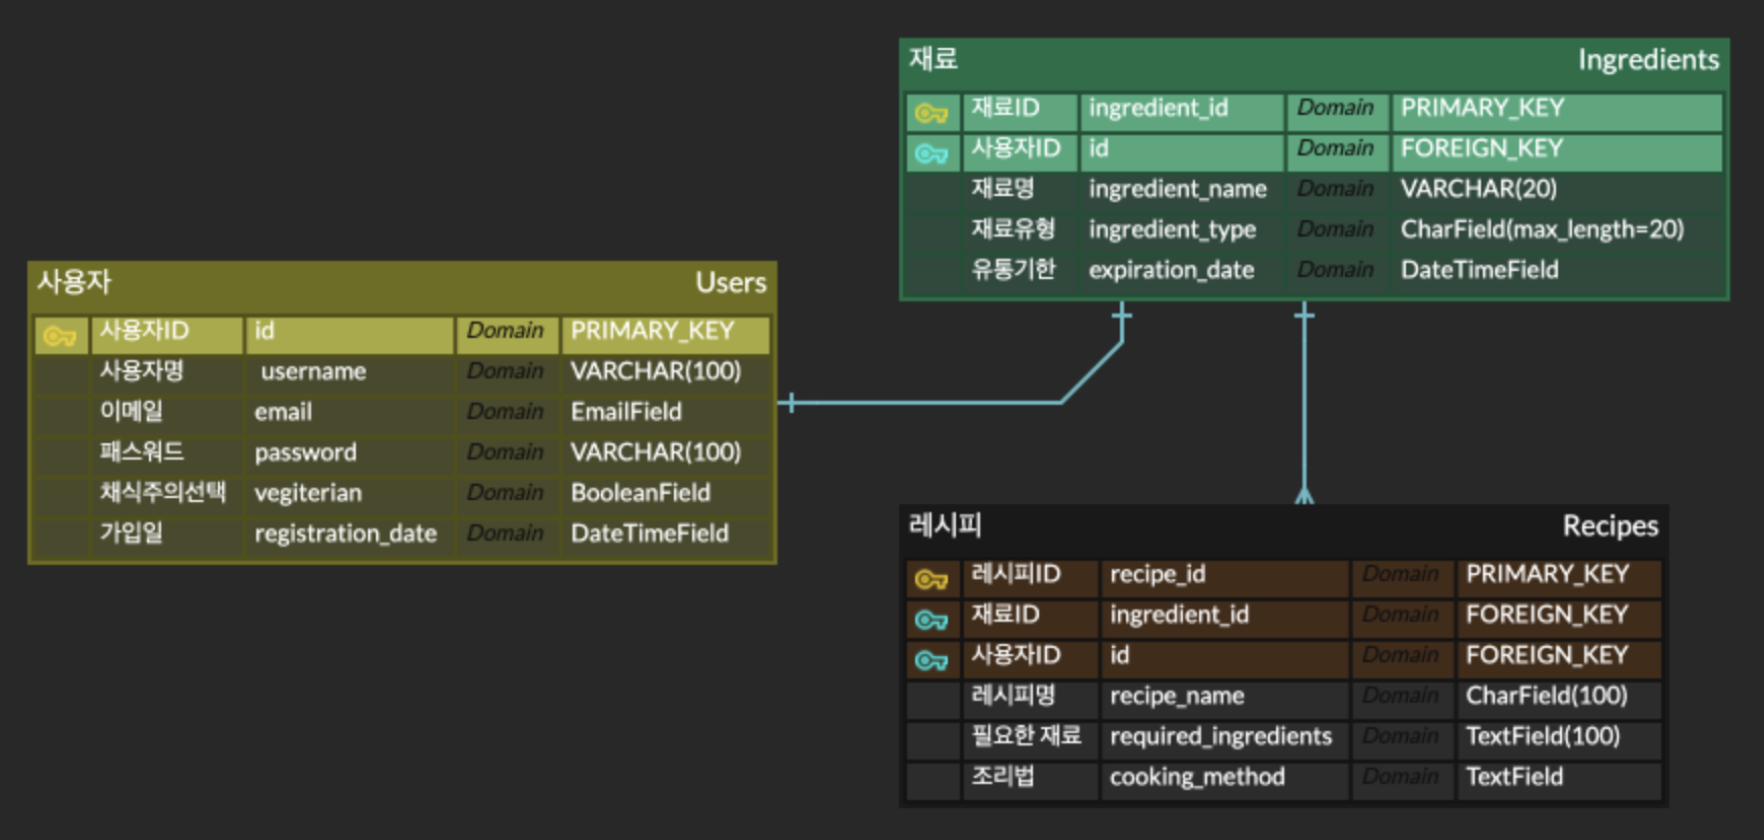 재료 Ingredients
재료ID ingredient_id Domain PRIMARY_KEY
사용자ID id Domain FOREIGN_KEY
재료명 ingredient_name Domain VARCHAR(20)
재료유형 ingredient_type Domain CharField(max_length=20)
유통기한 expiration_date Domain DateTimeField
사용자 Users
사용자ID id Domain PRIMARY_KEY
사용자명 username Domain VARCHAR(100)
이메일 email Domain EmailField
패스워드 password Domain VARCHAR(100)
채식주의선택 vegiterian Domain BooleanField
가입일 registration_date Domain DateTimeField
레시피 Recipes
레시피ID recipe_id Domain PRIMARY_KEY
재료ID ingredient_id Domain FOREIGN_KEY
사용자ID id Domain FOREIGN_KEY
레시피명 recipe_name Domain CharField(100)
필요한 재료 required_ingredients Domain TextField(100)
조리법 cooking_method Domain TextField